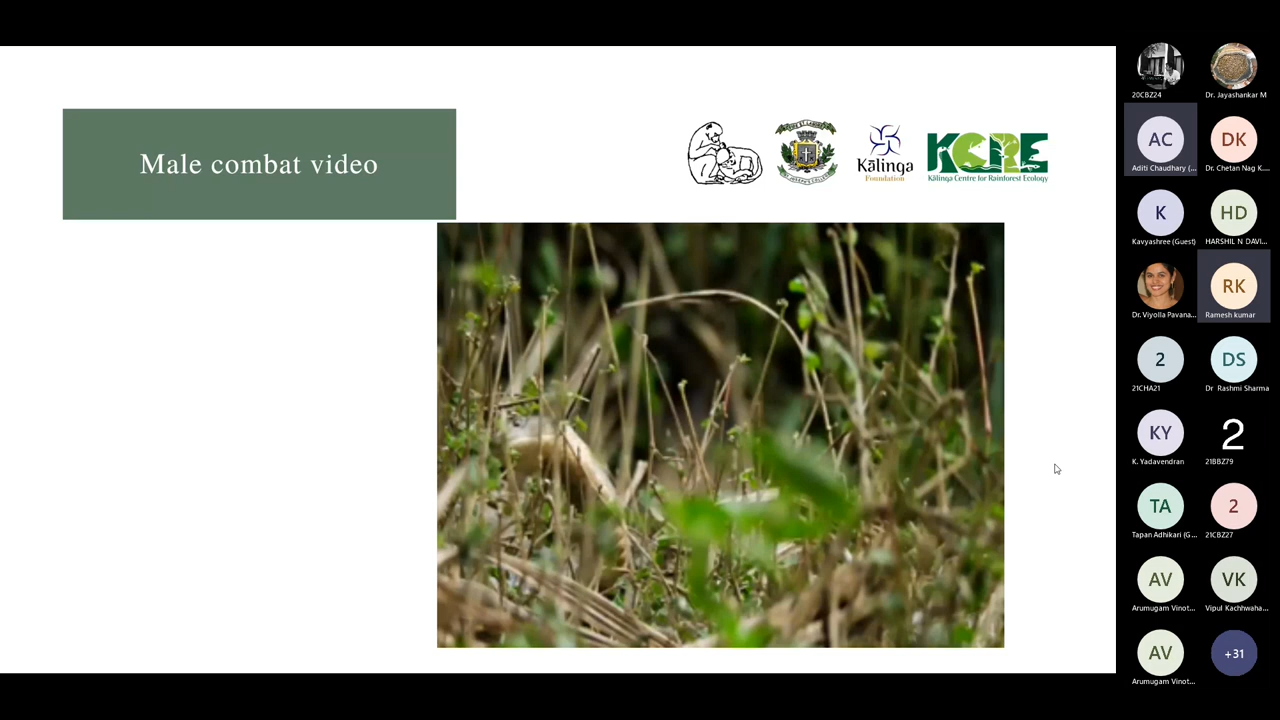 Male combat video
Kālinga
Foundation
KCRE
Kālinga Centre for Rainforest Ecology
20CBZ24
Dr. Jayashankar M
AC
Aditi Chaudhary (...
DK
Dr. Chetan Nag K....
K
Kavyashree (Guest)
HD
HARSHIL N DAVI...
Dr. Viyolla Pavana...
RK
Ramesh kumar
2
21CHA21
DS
Dr Rashmi Sharma
KY
K. Yadavendran
2
21BBZ79
TA
Tapan Adhikari (G...
2
21CBZ27
AV
Arumugam Vinot...
VK
Vipul Kachhwaha...
AV
Arumugam Vinot...
+31